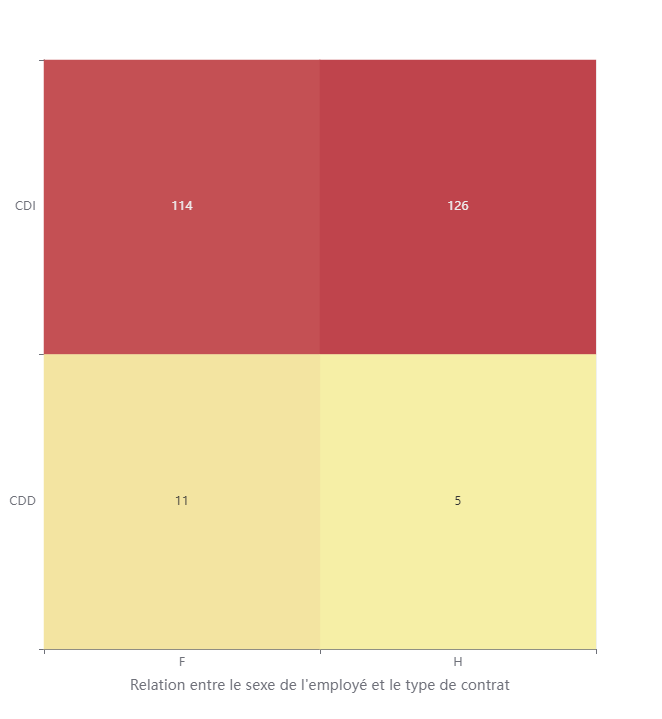 CDI
114
126
CDD
11
5
F
H
Relation entre le sexe de l'employé et le type de contrat